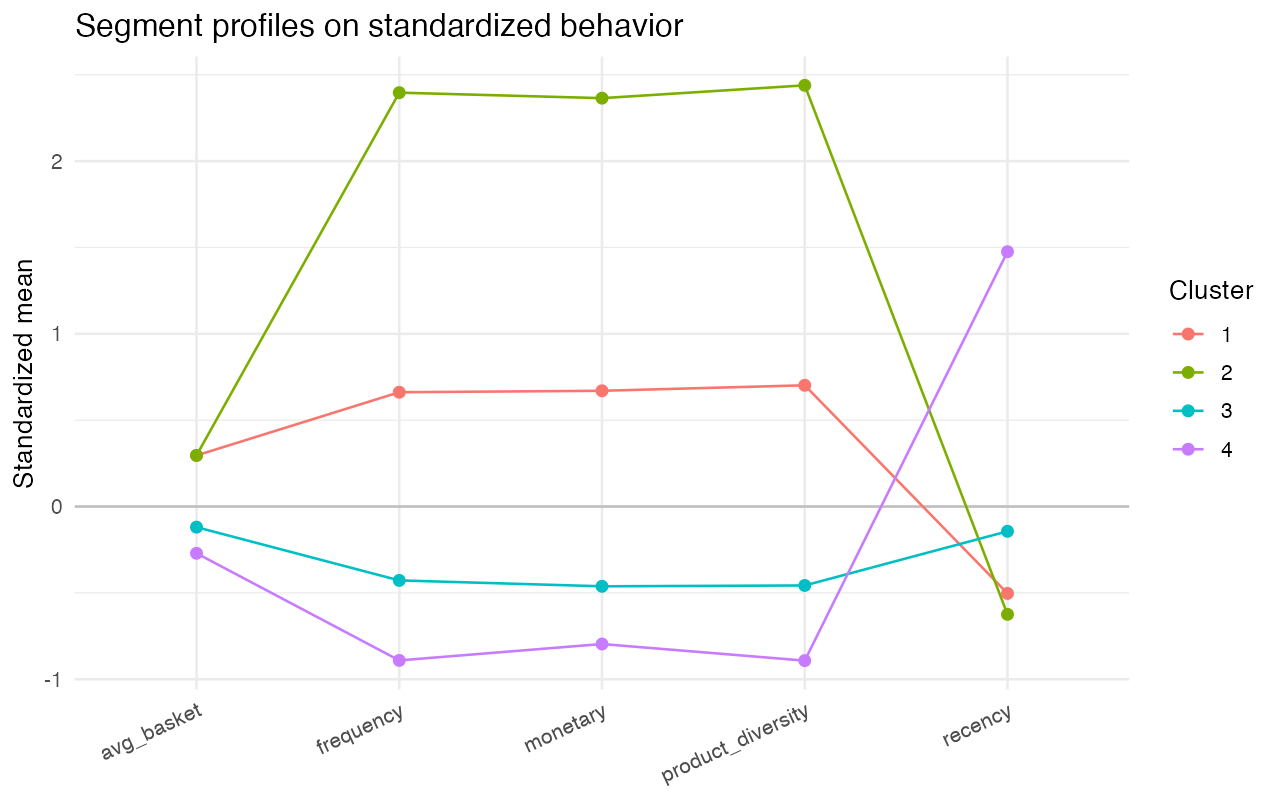 Segment profiles on standardized behavior
Standardized mean
2
1
0
-1
avg_basket
frequency
monetary
product_diversity
recency
Cluster
1
2
3
4